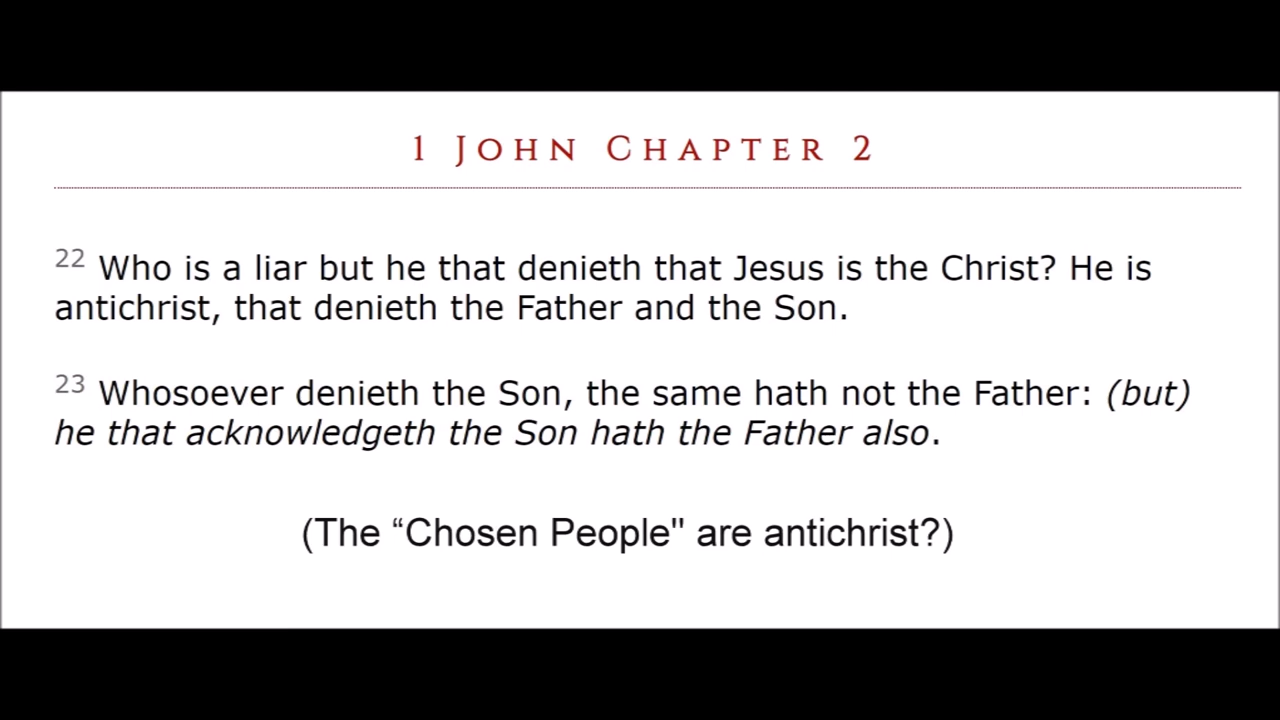 1 John Chapter 2
22 Who is a liar but he that denieth that Jesus is the Christ? He is
antichrist, that denieth the Father and the Son.
23 Whosoever denieth the Son, the same hath not the Father: (but)
he that acknowledgeth the Son hath the Father also.
(The “Chosen People" are antichrist?)